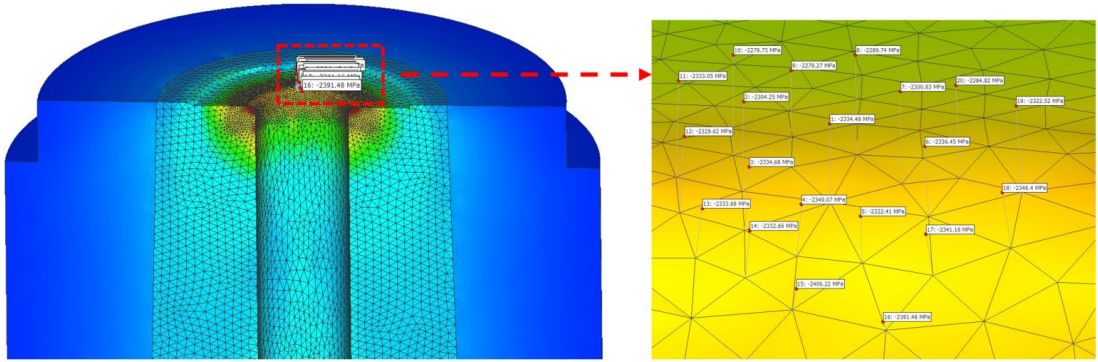 16: -2391.48 MPa
10: -2279.73 MPa
8: -2289.74 MPa
9: -2278.27 MPa
11: -2333.05 MPa
20: -2284.82 MPa
7: -2300.83 MPa
2: -2304.25 MPa
19: -2322.52 MPa
1: -2334.48 MPa
12: -2329.62 MPa
6: -2336.45 MPa
3: -2334.68 MPa
18: -2346.4 MPa
4: -2349.07 MPa
13: -2333.68 MPa
5: -2322.41 MPa
14: -2332.66 MPa
17: -2341.16 MPa
15: -2406.22 MPa
16: -2391.48 MPa